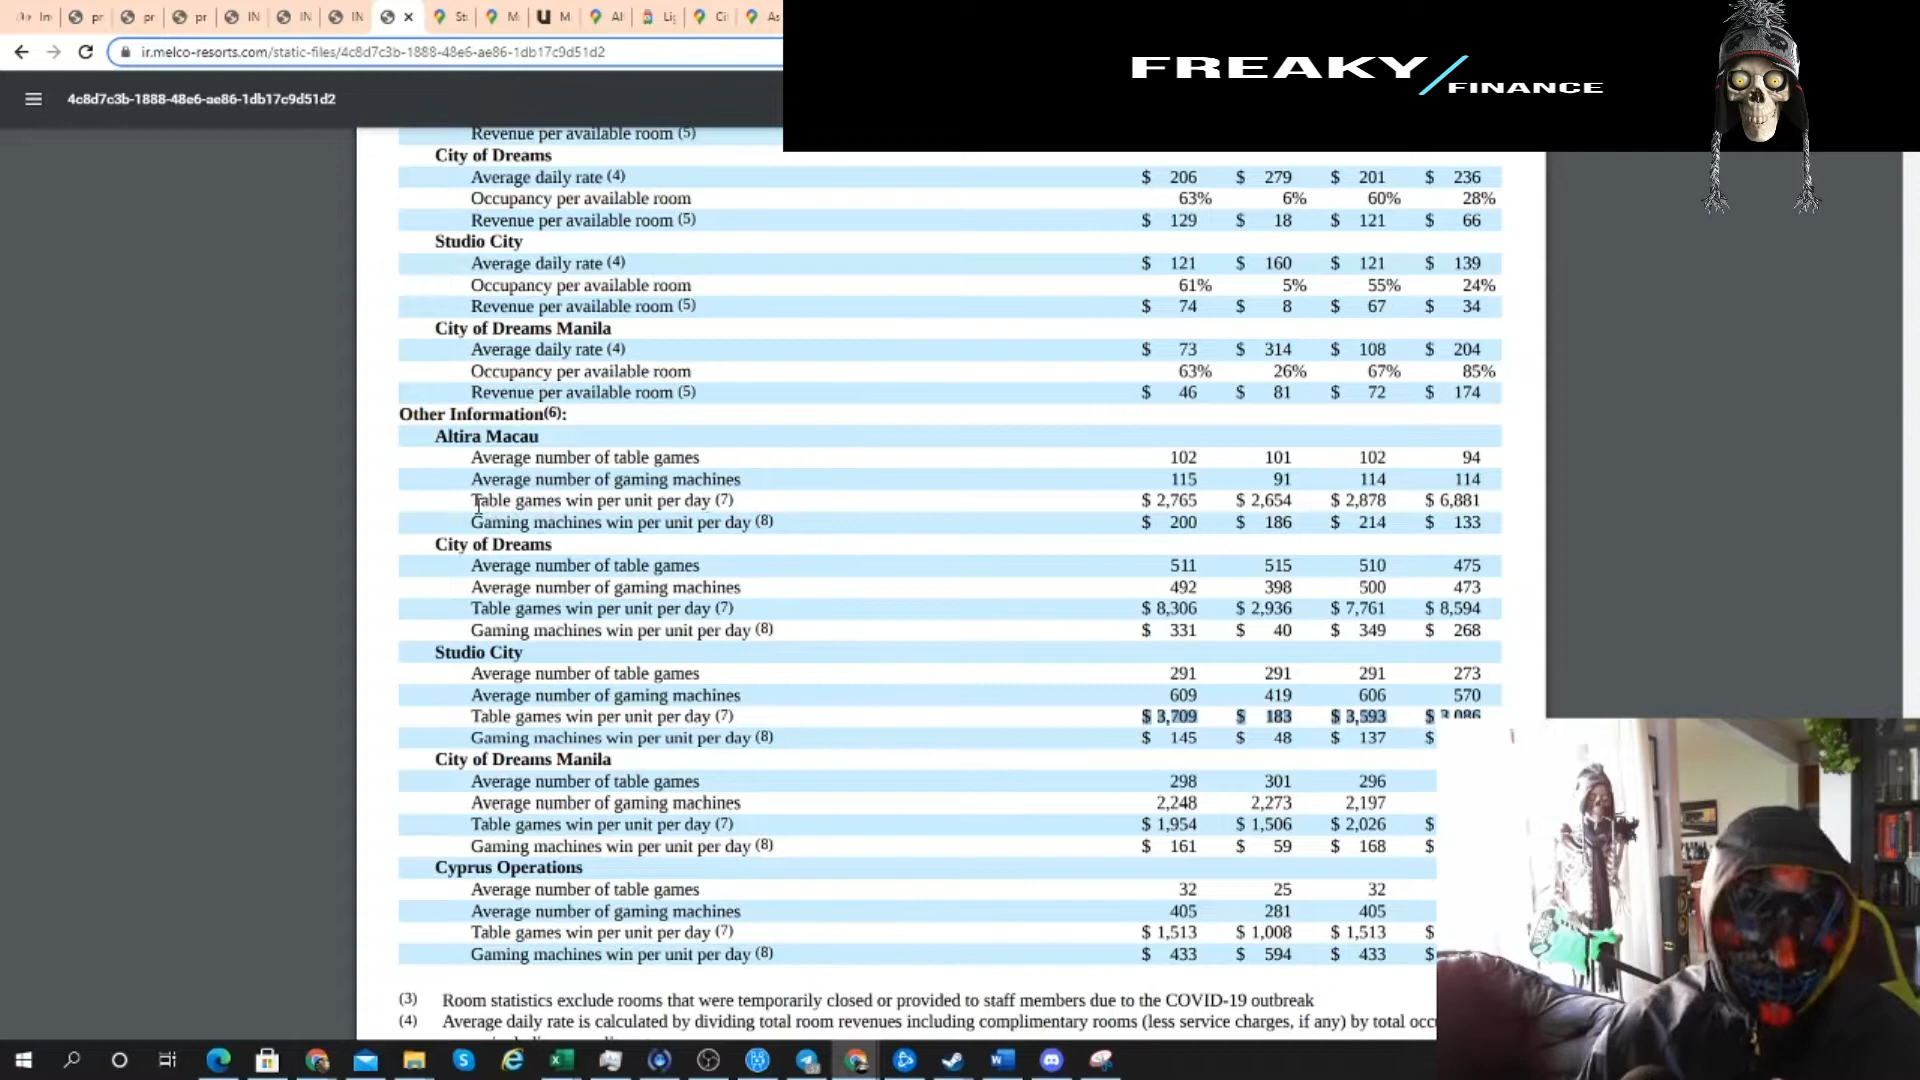 Im
pr
pr
pr
IN
IN
IN
St
M
M
Al
Lig
Ci
As
ir.melco-resorts.com/static-files/4c8d7c3b-1888-48e6-ae86-1db17c9d51d2
FREAKY/FINANCE
4c8d7c3b-1888-48e6-ae86-1db17c9d51d2
Revenue per available room (5)
City of Dreams
Average daily rate (4) $ 206 $ 279 $ 201 $ 236
Occupancy per available room 63% 6% 60% 28%
Revenue per available room (5) $ 129 $ 18 $ 121 $ 66
Studio City
Average daily rate (4) $ 121 $ 160 $ 121 $ 139
Occupancy per available room 61% 5% 55% 24%
Revenue per available room (5) $ 74 $ 8 $ 67 $ 34
City of Dreams Manila
Average daily rate (4) $ 73 $ 314 $ 108 $ 204
Occupancy per available room 63% 26% 67% 85%
Revenue per available room (5) $ 46 $ 81 $ 72 $ 174
Other Information(6):
Altira Macau
Average number of table games 102 101 102 94
Average number of gaming machines 115 91 114 114
Table games win per unit per day (7) $ 2,765 $ 2,654 $ 2,878 $ 6,881
Gaming machines win per unit per day (8) $ 200 $ 186 $ 214 $ 133
City of Dreams
Average number of table games 511 515 510 475
Average number of gaming machines 492 398 500 473
Table games win per unit per day (7) $ 8,306 $ 2,936 $ 7,761 $ 8,594
Gaming machines win per unit per day (8) $ 331 $ 40 $ 349 $ 268
Studio City
Average number of table games 291 291 291 273
Average number of gaming machines 609 419 606 570
Table games win per unit per day (7) $ 3,709 $ 183 $ 3,593 $ 3,086
Gaming machines win per unit per day (8) $ 145 $ 48 $ 137 $
City of Dreams Manila
Average number of table games 298 301 296
Average number of gaming machines 2,248 2,273 2,197
Table games win per unit per day (7) $ 1,954 $ 1,506 $ 2,026 $
Gaming machines win per unit per day (8) $ 161 $ 59 $ 168 $
Cyprus Operations
Average number of table games 32 25 32
Average number of gaming machines 405 281 405
Table games win per unit per day (7) $ 1,513 $ 1,008 $ 1,513 $
Gaming machines win per unit per day (8) $ 433 $ 594 $ 433 $
(3) Room statistics exclude rooms that were temporarily closed or provided to staff members due to the COVID-19 outbreak
(4) Average daily rate is calculated by dividing total room revenues including complimentary rooms (less service charges, if any) by total occ